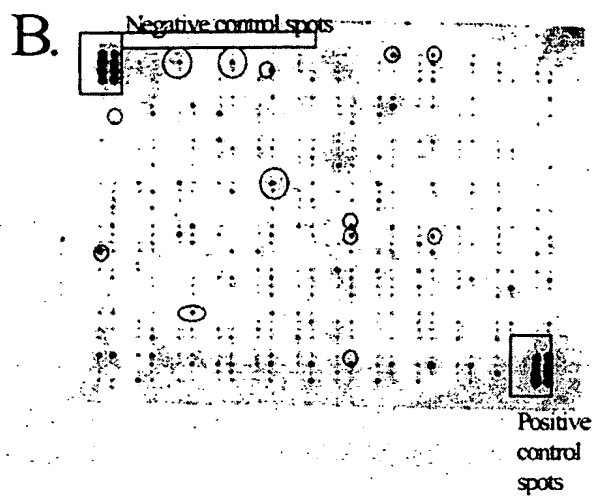 B.
Negative control spots
Positive
control
spots